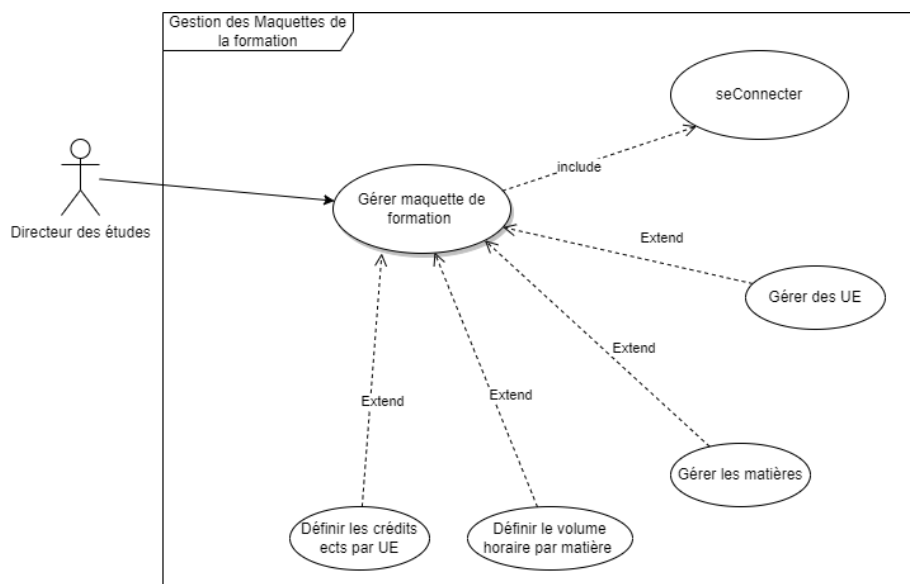 Gestion des Maquettes de
la formation
seConnecter
include
Gérer maquette de
formation
Directeur des études
Extend
Gérer des UE
Extend
Extend
Extend
Gérer les matières
Définir les crédits
ects par UE
Définir le volume
horaire par matière